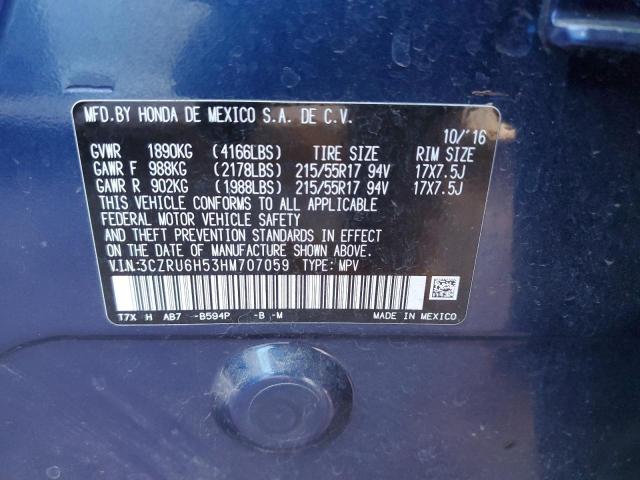 MFD.BY HONDA DE MEXICO S.A. DE C.V.
10/'16
GVWR 1890KG (4166LBS) TIRE SIZE RIM SIZE
GAWR F 988KG (2178LBS) 215/55R17 94V 17X7.5J
GAWR R 902KG (1988LBS) 215/55R17 94V 17X7.5J
THIS VEHICLE CONFORMS TO ALL APPLICABLE
FEDERAL MOTOR VEHICLE SAFETY
AND THEFT PREVENTION STANDARDS IN EFFECT
ON THE DATE OF MANUFACTURE SHOWN ABOVE.
V.I.N:3CZRU6H53HM707059 TYPE: MPV
T7X H AB7 -B594P -B -M MADE IN MEXICO